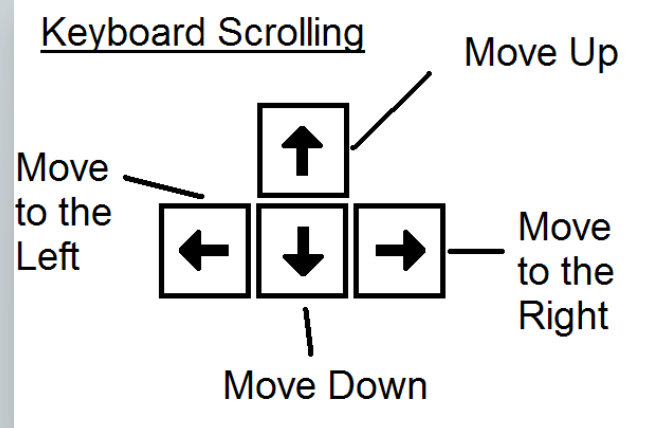 Keyboard Scrolling
Move Up
Move
to the
Left
Move
to the
Right
Move Down